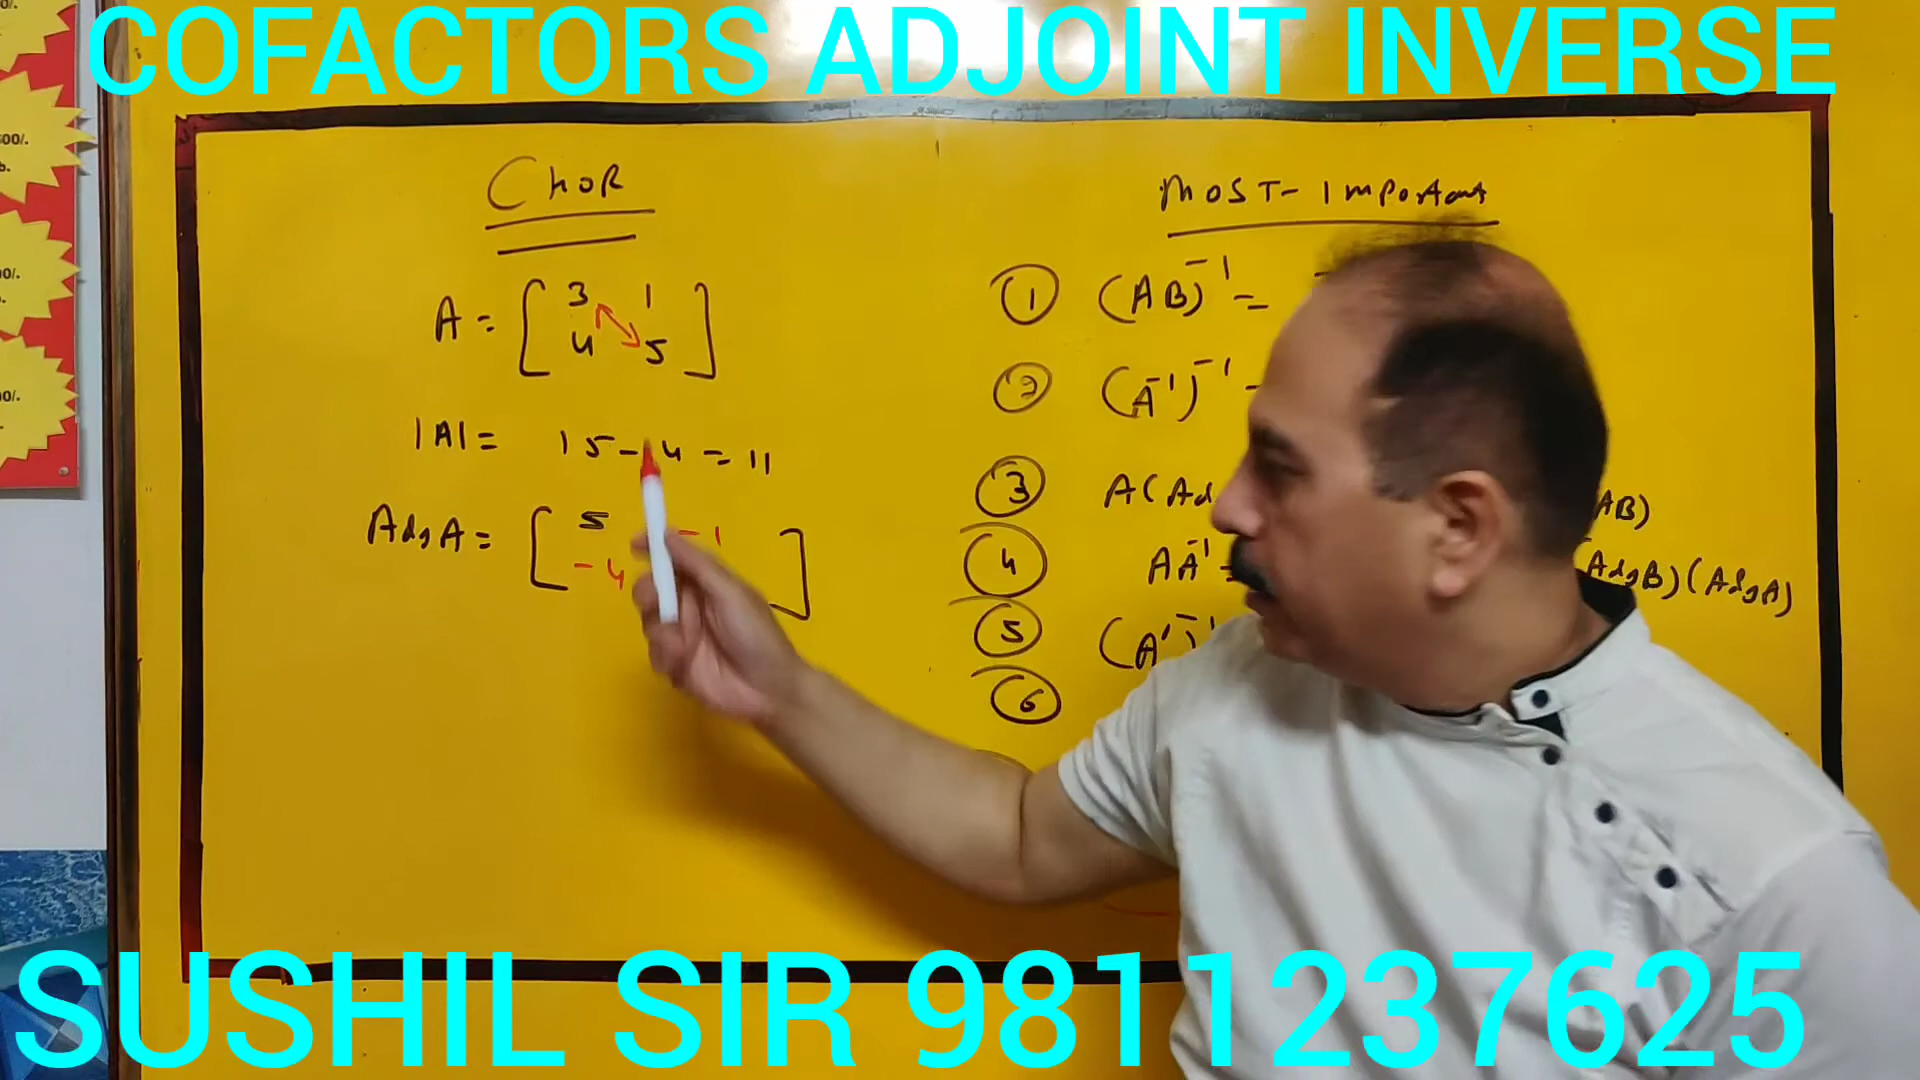 COFACTORS ADJOINT INVERSE
CHOR
A = [ 3 1
4 5 ]
|A| = 15 - 4 = 11
Adj A = [ 5 -1
-4 ]
MOST-Important
① (AB)⁻¹ =
② (A⁻¹)⁻¹ -
③ A(Ad AB)
④ AA⁻¹ = AdjB)(AdjA)
⑤ (A')⁻¹
⑥
SUSHIL SIR 9811237625